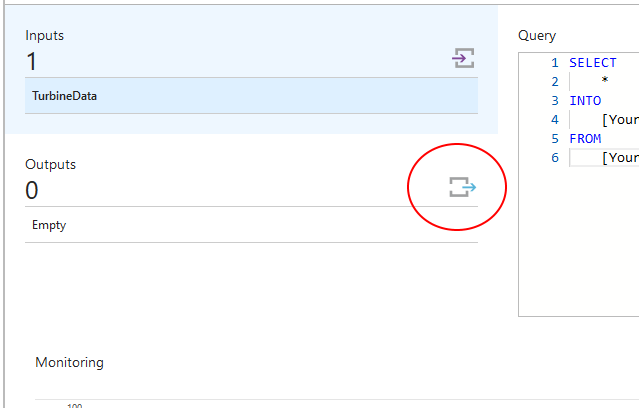 Inputs
1
TurbineData
Outputs
0
Empty
Query
1 SELECT
2 *
3 INTO
4 [Your
5 FROM
6 [Your
Monitoring
100